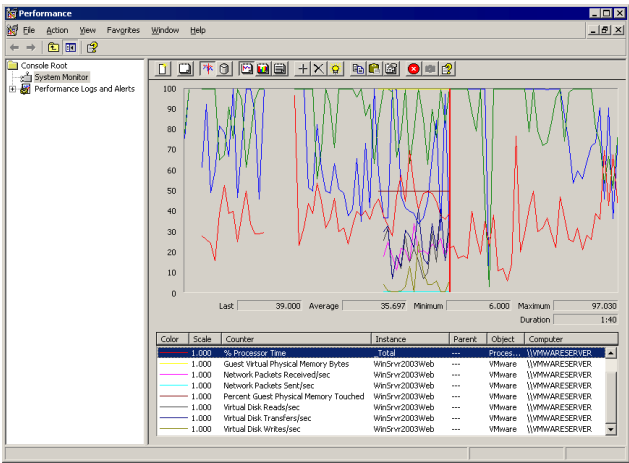 Performance
File Action View Favorites Window Help
Console Root
System Monitor
Performance Logs and Alerts
100
90
80
70
60
50
40
30
20
10
0
Last 39.000 Average 35.697 Minimum 6.000 Maximum 97.030
Duration 1:40
Color Scale Counter Instance Parent Object Computer
1.000 % Processor Time _Total --- Proces... \\VMWARESERVER
1.000 Guest Virtual Physical Memory Bytes WinSrvr2003Web --- VMware \\VMWARESERVER
1.000 Network Packets Received/sec WinSrvr2003Web --- VMware \\VMWARESERVER
1.000 Network Packets Sent/sec WinSrvr2003Web --- VMware \\VMWARESERVER
1.000 Percent Guest Physical Memory Touched WinSrvr2003Web --- VMware \\VMWARESERVER
1.000 Virtual Disk Reads/sec WinSrvr2003Web --- VMware \\VMWARESERVER
1.000 Virtual Disk Transfers/sec WinSrvr2003Web --- VMware \\VMWARESERVER
1.000 Virtual Disk Writes/sec WinSrvr2003Web --- VMware \\VMWARESERVER